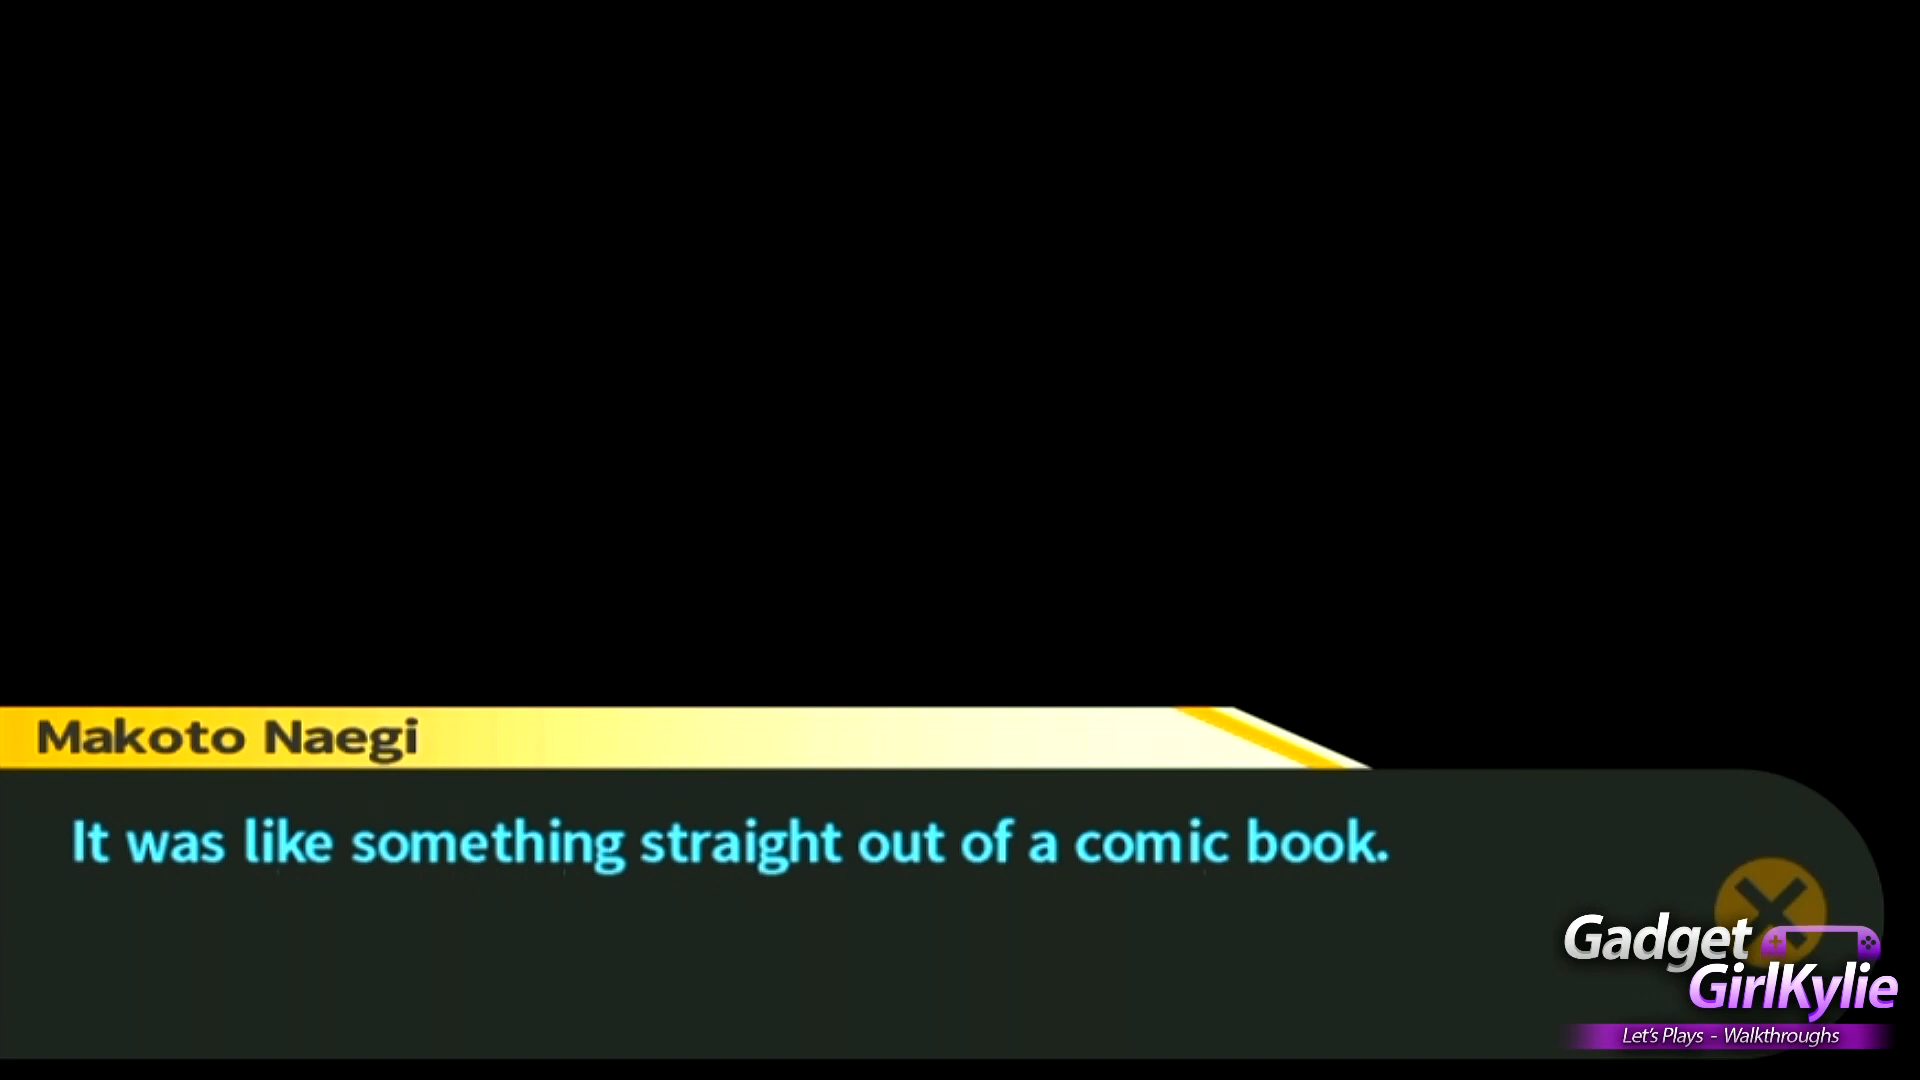 Makoto Naegi
It was like something straight out of a comic book.
Gadget
GirlKylie
Let's Plays - Walkthroughs